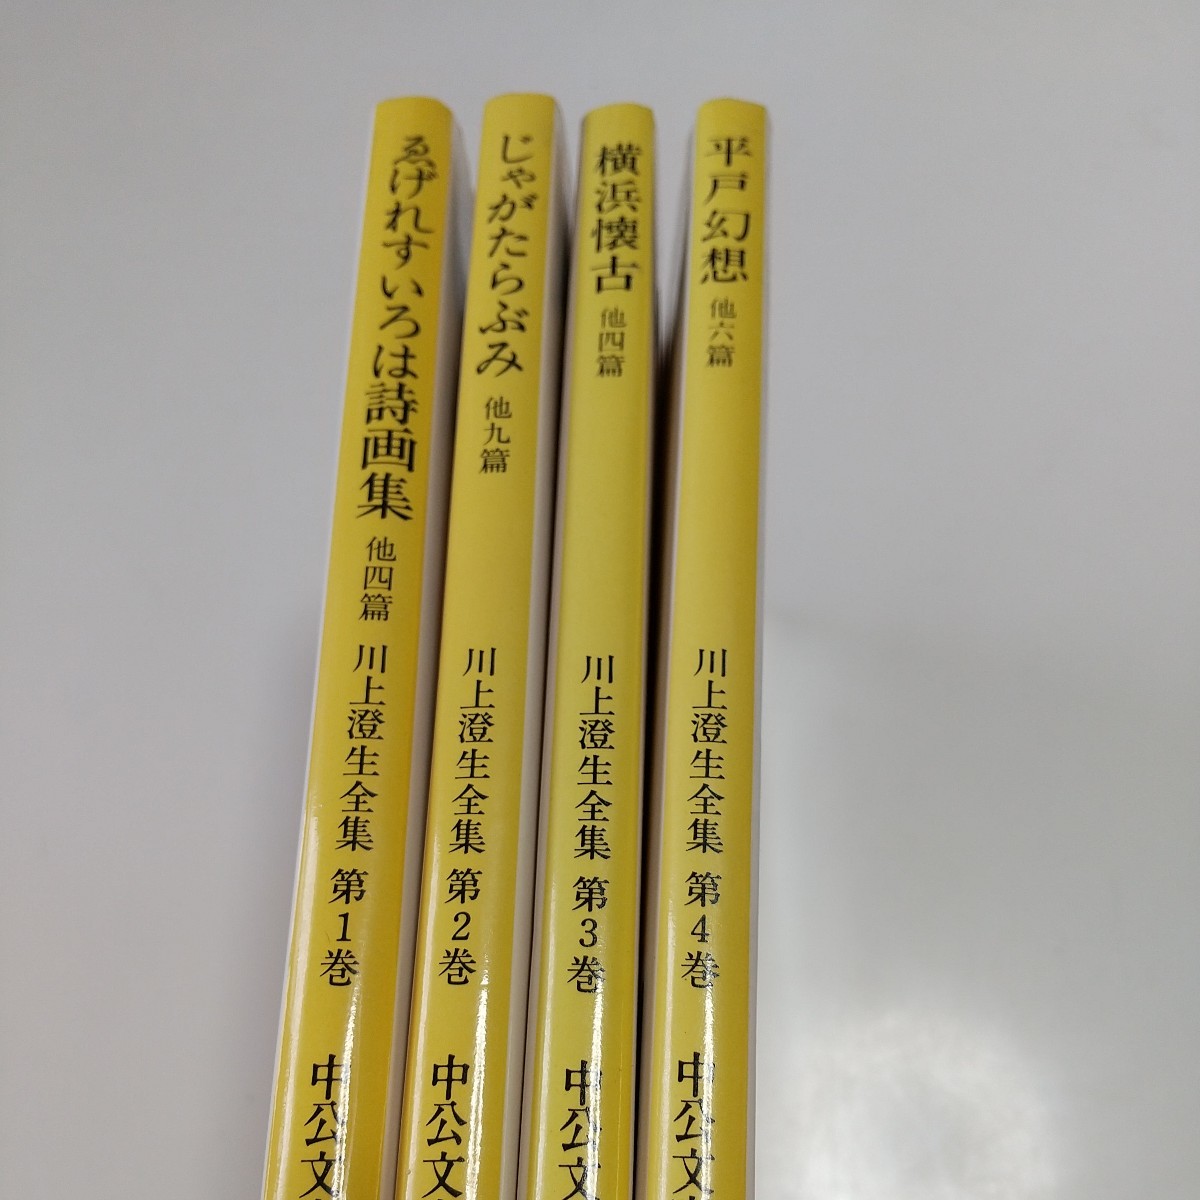 ゑげれすいろは詩画集 他四篇 川上澄生全集 第1巻 中公文
じゃがたらぶみ 他九篇 川上澄生全集 第2巻 中公文
横浜懐古 他四篇 川上澄生全集 第3巻 中公文
平戸幻想 他六篇 川上澄生全集 第4巻 中公文